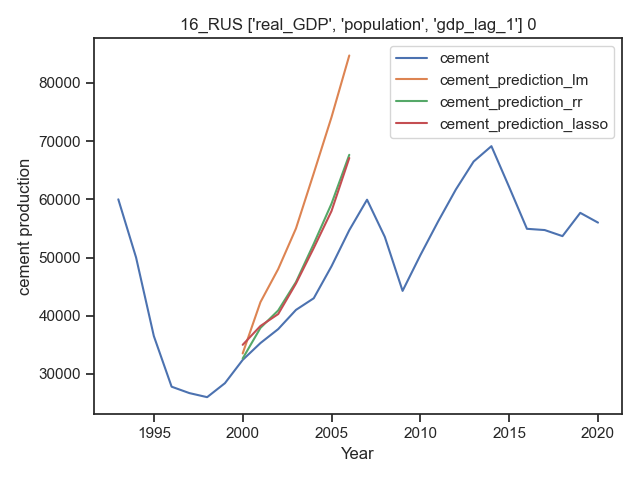 16_RUS ['real_GDP', 'population', 'gdp_lag_1'] 0
cement
cement_prediction_lm
cement_prediction_rr
cement_prediction_lasso
80000
70000
60000
50000
40000
30000
cement production
1995
2000
2005
2010
2015
2020
Year